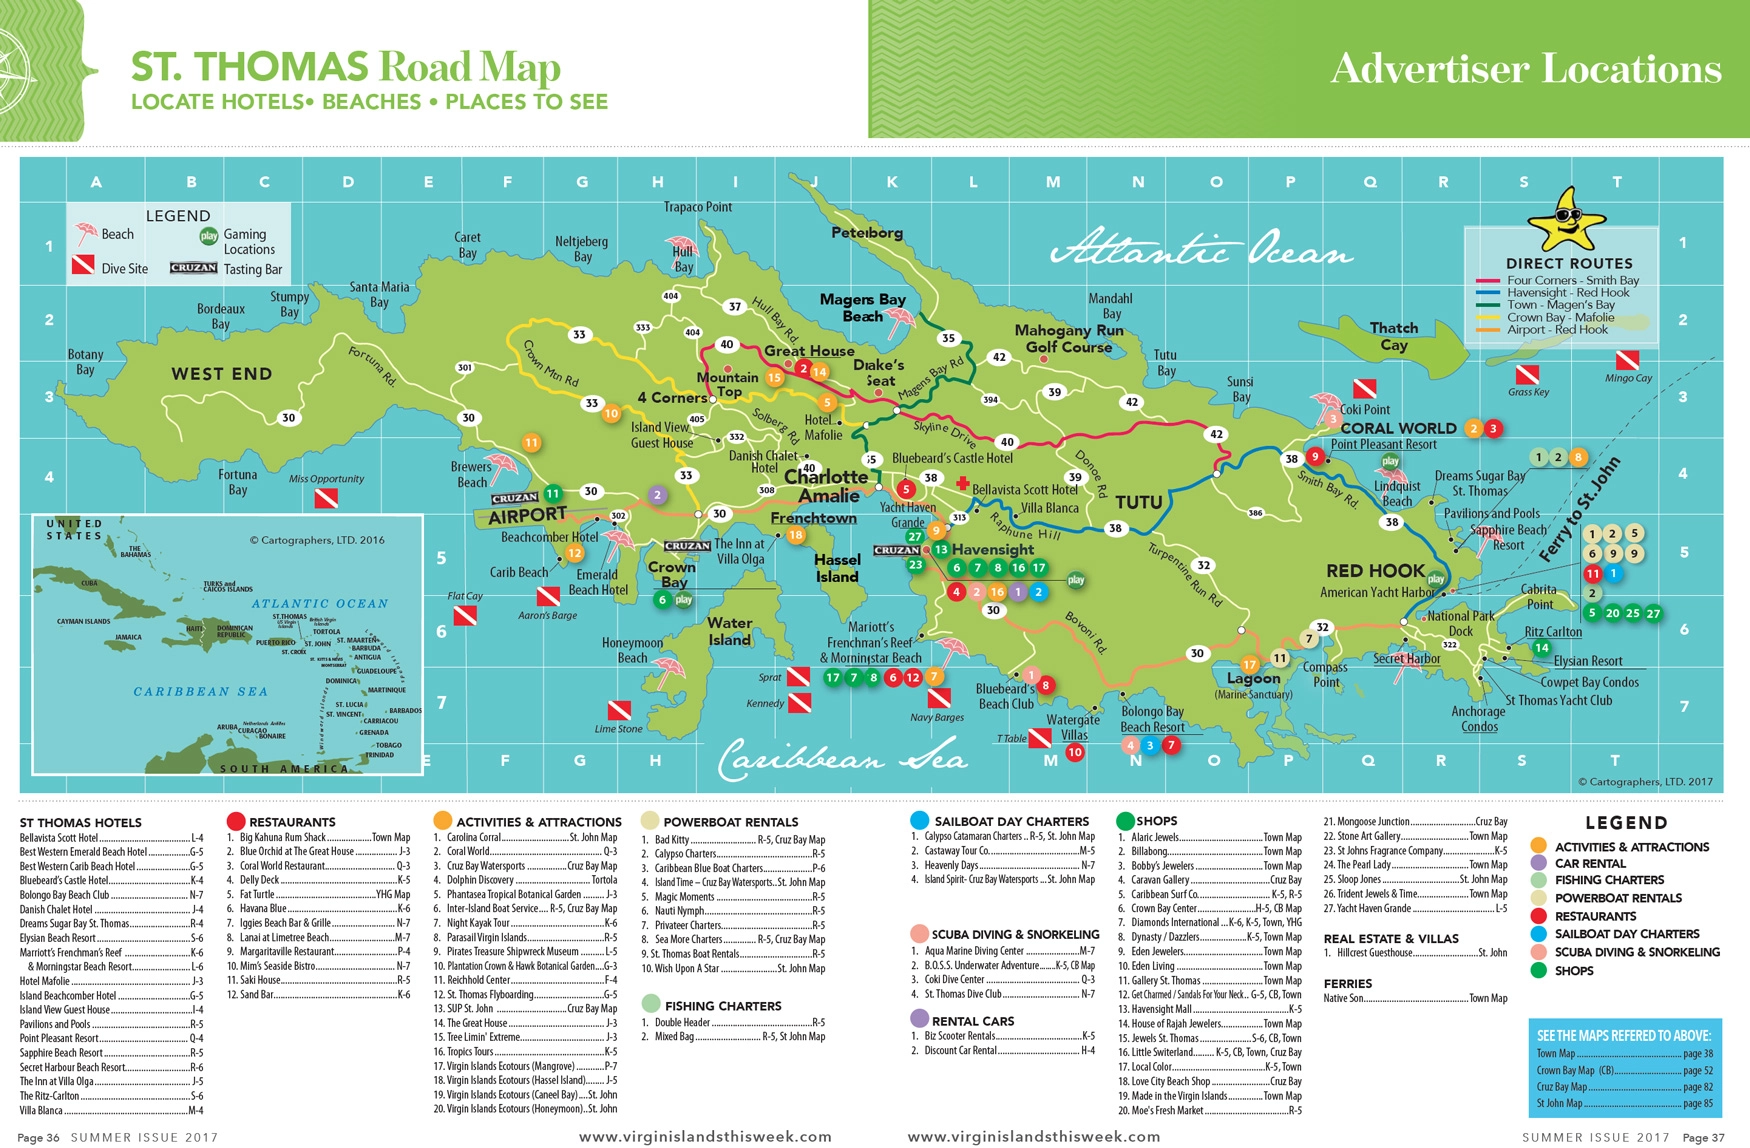 ST. THOMAS Road Map
LOCATE HOTELS• BEACHES • PLACES TO SEE
Advertiser Locations
A B C D E F G H I J K L M N O P Q R S T
LEGEND
Beach
play Gaming
Locations
Dive Site
CRUZAN Tasting Bar
DIRECT ROUTES
Four Corners - Smith Bay
Havensight - Red Hook
Town - Magen's Bay
Crown Bay - Mafolie
Airport - Red Hook
Atlantic Ocean
Trapaco Point
Caret
Bay
Neltjeberg
Bay
Hull
Bay
Peterborg
Santa Maria
Bay
Stumpy
Bay
Bordeaux
Bay
Botany
Bay
WEST END
Fortuna Rd.
Crown Mtn Rd
Hull Bay Rd.
Magens Bay
Beach
Mandahl
Bay
Mahogany Run
Golf Course
Tutu
Bay
Sunsi
Bay
Thatch
Cay
Grass Key
Mingo Cay
Great House
Mountain
Top
Drake's
Seat
Magens Bay Rd
4 Corners
Island View
Guest House
Solberg Rd
Hotel
Mafolie
Skyline Drive
Danish Chalet
Hotel
Charlotte
Amalie
Bluebeard's Castle Hotel
Bellavista Scott Hotel
Villa Blanca
Donoe Rd
TUTU
Coki Point
CORAL WORLD
Point Pleasant Resort
Smith Bay Rd.
Lindquist
Beach
Dreams Sugar Bay
St. Thomas
Pavilions and Pools
Sapphire Beach
Resort
Ferry to St. John
Brewers
Beach
Fortuna
Bay
Miss Opportunity
CRUZAN
AIRPORT
Beachcomber Hotel
Carib Beach
Emerald
Beach Hotel
Flat Cay
Aaron's Barge
CRUZAN
The Inn at
Villa Olga
Frenchtown
Crown
Bay
Hassel
Island
Yacht Haven
Grande
CRUZAN
Havensight
Raphune Hill
Turpentine Run Rd
Bovoni Rd.
RED HOOK
American Yacht Harbor
National Park
Dock
Cabrita
Point
Ritz Carlton
Elysian Resort
Cowpet Bay Condos
St Thomas Yacht Club
Anchorage
Condos
Secret Harbor
Compass
Point
Lagoon
(Marine Sanctuary)
Water
Island
Honeymoon
Beach
Lime Stone
Mariott's
Frenchman's Reef
& Morningstar Beach
Sprat
Kennedy
Navy Barges
Bluebeard's
Beach Club
T Table
Watergate
Villas
Bolongo Bay
Beach Resort
Caribbean Sea
© Cartographers, LTD. 2017
© Cartographers, LTD. 2016
UNITED
STATES
THE
BAHAMAS
CUBA
TURKS and
CAICOS ISLANDS
ATLANTIC OCEAN
CAYMAN ISLANDS
JAMAICA
HAITI
DOMINICAN
REPUBLIC
PUERTO RICO
ST.THOMAS
US Virgin
Islands
British Virgin
Islands
TORTOLA
ST. JOHN
ST. CROIX
ST. MAARTEN
BARBUDA
ANTIGUA
ST. KITTS & NEVIS
MONTSERRAT
GUADELOUPE
DOMINICA
MARTINIQUE
CARIBBEAN SEA
Windward Islands
ST. LUCIA
ST. VINCENT
BARBADOS
CARRIACOU
GRENADA
ARUBA
Netherlands Antilles
CURACAO
BONAIRE
TOBAGO
TRINIDAD
SOUTH AMERICA
E F G H M N O P Q R S T
ST THOMAS HOTELS
Bellavista Scott Hotel L-4
Best Western Emerald Beach Hotel G-5
Best Western Carib Beach Hotel G-5
Bluebeard's Castle Hotel K-4
Bolongo Bay Beach Club N-7
Danish Chalet Hotel J-4
Dreams Sugar Bay St. Thomas R-4
Elysian Beach Resort S-6
Marriott's Frenchman's Reef K-6
& Morningstar Beach Resort L-6
Hotel Mafolie J-3
Island Beachcomber Hotel G-5
Island View Guest House I-4
Pavilions and Pools R-5
Point Pleasant Resort Q-4
Sapphire Beach Resort R-5
Secret Harbour Beach Resort R-6
The Inn at Villa Olga J-5
The Ritz-Carlton S-6
Villa Blanca M-4
RESTAURANTS
1. Big Kahuna Rum Shack Town Map
2. Blue Orchid at The Great House J-3
3. Coral World Restaurant Q-3
4. Delly Deck K-5
5. Fat Turtle YHG Map
6. Havana Blue K-6
7. Iggies Beach Bar & Grille N-7
8. Lanai at Limetree Beach M-7
9. Margaritaville Restaurant P-4
10. Mim's Seaside Bistro N-7
11. Saki House R-5
12. Sand Bar K-6
ACTIVITIES & ATTRACTIONS
1. Carolina Corral St. John Map
2. Coral World Q-3
3. Cruz Bay Watersports Cruz Bay Map
4. Dolphin Discovery Tortola
5. Phantasea Tropical Botanical Garden J-3
6. Inter-Island Boat Service R-5, Cruz Bay Map
7. Night Kayak Tour K-6
8. Parasail Virgin Islands R-5
9. Pirates Treasure Shipwreck Museum L-5
10. Plantation Crown & Hawk Botanical Garden G-3
11. Reichhold Center F-4
12. St. Thomas Flyboarding G-5
13. SUP St. John Cruz Bay Map
14. The Great House J-3
15. Tree Limin' Extreme J-3
16. Tropics Tours K-5
17. Virgin Islands Ecotours (Mangrove) P-7
18. Virgin Islands Ecotours (Hassel Island) J-5
19. Virgin Islands Ecotours (Caneel Bay) St. John
20. Virgin Islands Ecotours (Honeymoon) St. John
POWERBOAT RENTALS
1. Bad Kitty R-5, Cruz Bay Map
2. Calypso Charters R-5
3. Caribbean Blue Boat Charters P-6
4. Island Time – Cruz Bay Watersports St. John Map
5. Magic Moments R-5
6. Nauti Nymph R-5
7. Privateer Charters R-5
8. Sea More Charters R-5, Cruz Bay Map
9. St. Thomas Boat Rentals R-5
10. Wish Upon A Star St. John Map
FISHING CHARTERS
1. Double Header R-5
2. Mixed Bag R-5, St John Map
SAILBOAT DAY CHARTERS
1. Calypso Catamaran Charters R-5, St. John Map
2. Castaway Tour Co. M-5
3. Heavenly Days N-7
4. Island Spirit- Cruz Bay Watersports St. John Map
SCUBA DIVING & SNORKELING
1. Aqua Marine Diving Center M-7
2. B.O.S.S. Underwater Adventure K-5, CB Map
3. Coki Dive Center Q-3
4. St. Thomas Dive Club N-7
RENTAL CARS
1. Biz Scooter Rentals K-5
2. Discount Car Rental H-4
SHOPS
1. Alaric Jewels Town Map
2. Billabong Town Map
3. Bobby's Jewelers Town Map
4. Caravan Gallery Cruz Bay
5. Caribbean Surf Co. K-5, R-5
6. Crown Bay Center H-5, CB Map
7. Diamonds International K-6, K-5, Town, YHG
8. Dynasty / Dazzlers K-5, Town Map
9. Eden Jewelers Town Map
10. Eden Living Town Map
11. Gallery St. Thomas Town Map
12. Get Charmed / Sandals For Your Neck G-5, CB, Town
13. Havensight Mall K-5
14. House of Rajah Jewelers Town Map
15. Jewels St. Thomas S-6, CB, Town
16. Little Switerland K-5, CB, Town, Cruz Bay
17. Local Color K-5, Town
18. Love City Beach Shop Cruz Bay
19. Made in the Virgin Islands Town Map
20. Moe's Fresh Market R-5
21. Mongoose Junction Cruz Bay
22. Stone Art Gallery Town Map
23. St Johns Fragrance Company K-5
24. The Pearl Lady Town Map
25. Sloop Jones St. John Map
26. Trident Jewels & Time Town Map
27. Yacht Haven Grande L-5
REAL ESTATE & VILLAS
1. Hillcrest Guesthouse St. John
FERRIES
Native Son Town Map
LEGEND
ACTIVITIES & ATTRACTIONS
CAR RENTAL
FISHING CHARTERS
POWERBOAT RENTALS
RESTAURANTS
SAILBOAT DAY CHARTERS
SCUBA DIVING & SNORKELING
SHOPS
SEE THE MAPS REFERED TO ABOVE:
Town Map page 38
Crown Bay Map (CB) page 52
Cruz Bay Map page 82
St John Map page 85
Page 36 SUMMER ISSUE 2017
www.virginislandsthisweek.com
www.virginislandsthisweek.com
SUMMER ISSUE 2017 Page 37